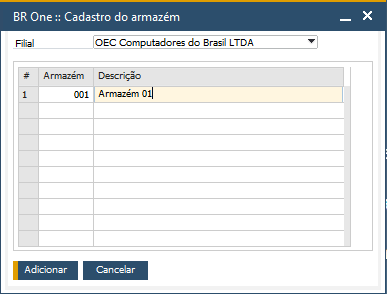 BR One :: Cadastro do armazém
Filial OEC Computadores do Brasil LTDA
# Armazém Descrição
1 001 Armazém 01
Adicionar Cancelar